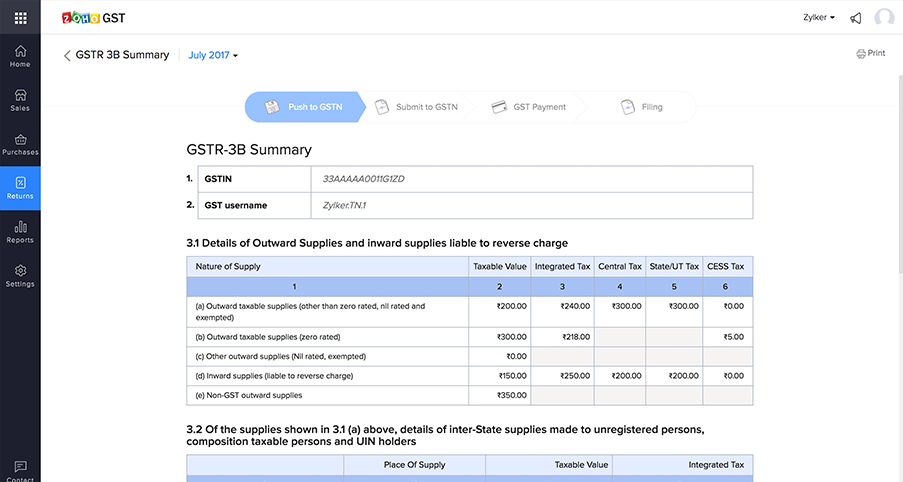 ZOHO GST
Zylker
GSTR 3B Summary July 2017
Print
Home
Sales
Purchases
Returns
Reports
Settings
Contact
Push to GSTN Submit to GSTN GST Payment Filing
GSTR-3B Summary
1. GSTIN 33AAAAA0011G1ZD
2. GST username Zylker.TN.1
3.1 Details of Outward Supplies and inward supplies liable to reverse charge
Nature of Supply Taxable Value Integrated Tax Central Tax State/UT Tax CESS Tax
1 2 3 4 5 6
(a) Outward taxable supplies (other than zero rated, nil rated and
exempted) ₹200.00 ₹240.00 ₹300.00 ₹300.00 ₹0.00
(b) Outward taxable supplies (zero rated) ₹300.00 ₹218.00 ₹5.00
(c) Other outward supplies (Nil rated, exempted) ₹0.00
(d) Inward supplies (liable to reverse charge) ₹150.00 ₹250.00 ₹200.00 ₹200.00 ₹0.00
(e) Non-GST outward supplies ₹350.00
3.2 Of the supplies shown in 3.1 (a) above, details of inter-State supplies made to unregistered persons,
composition taxable persons and UIN holders
Place Of Supply Taxable Value Integrated Tax